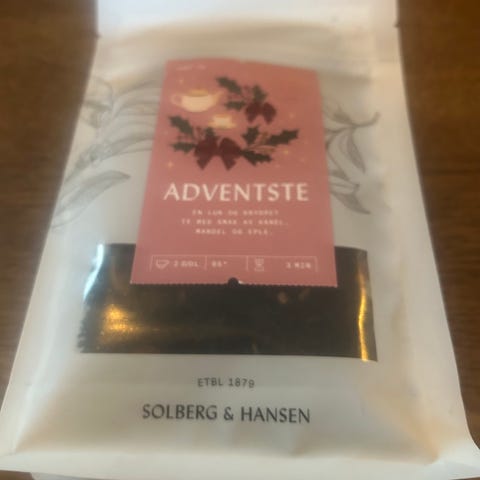 ADVENTSTE
EN LUN OG KRYDRET
TE MED SMAK AV KANEL,
MANDEL OG EPLE.
2 G/DL 95° 3 MIN
ETBL 1879
SOLBERG & HANSEN